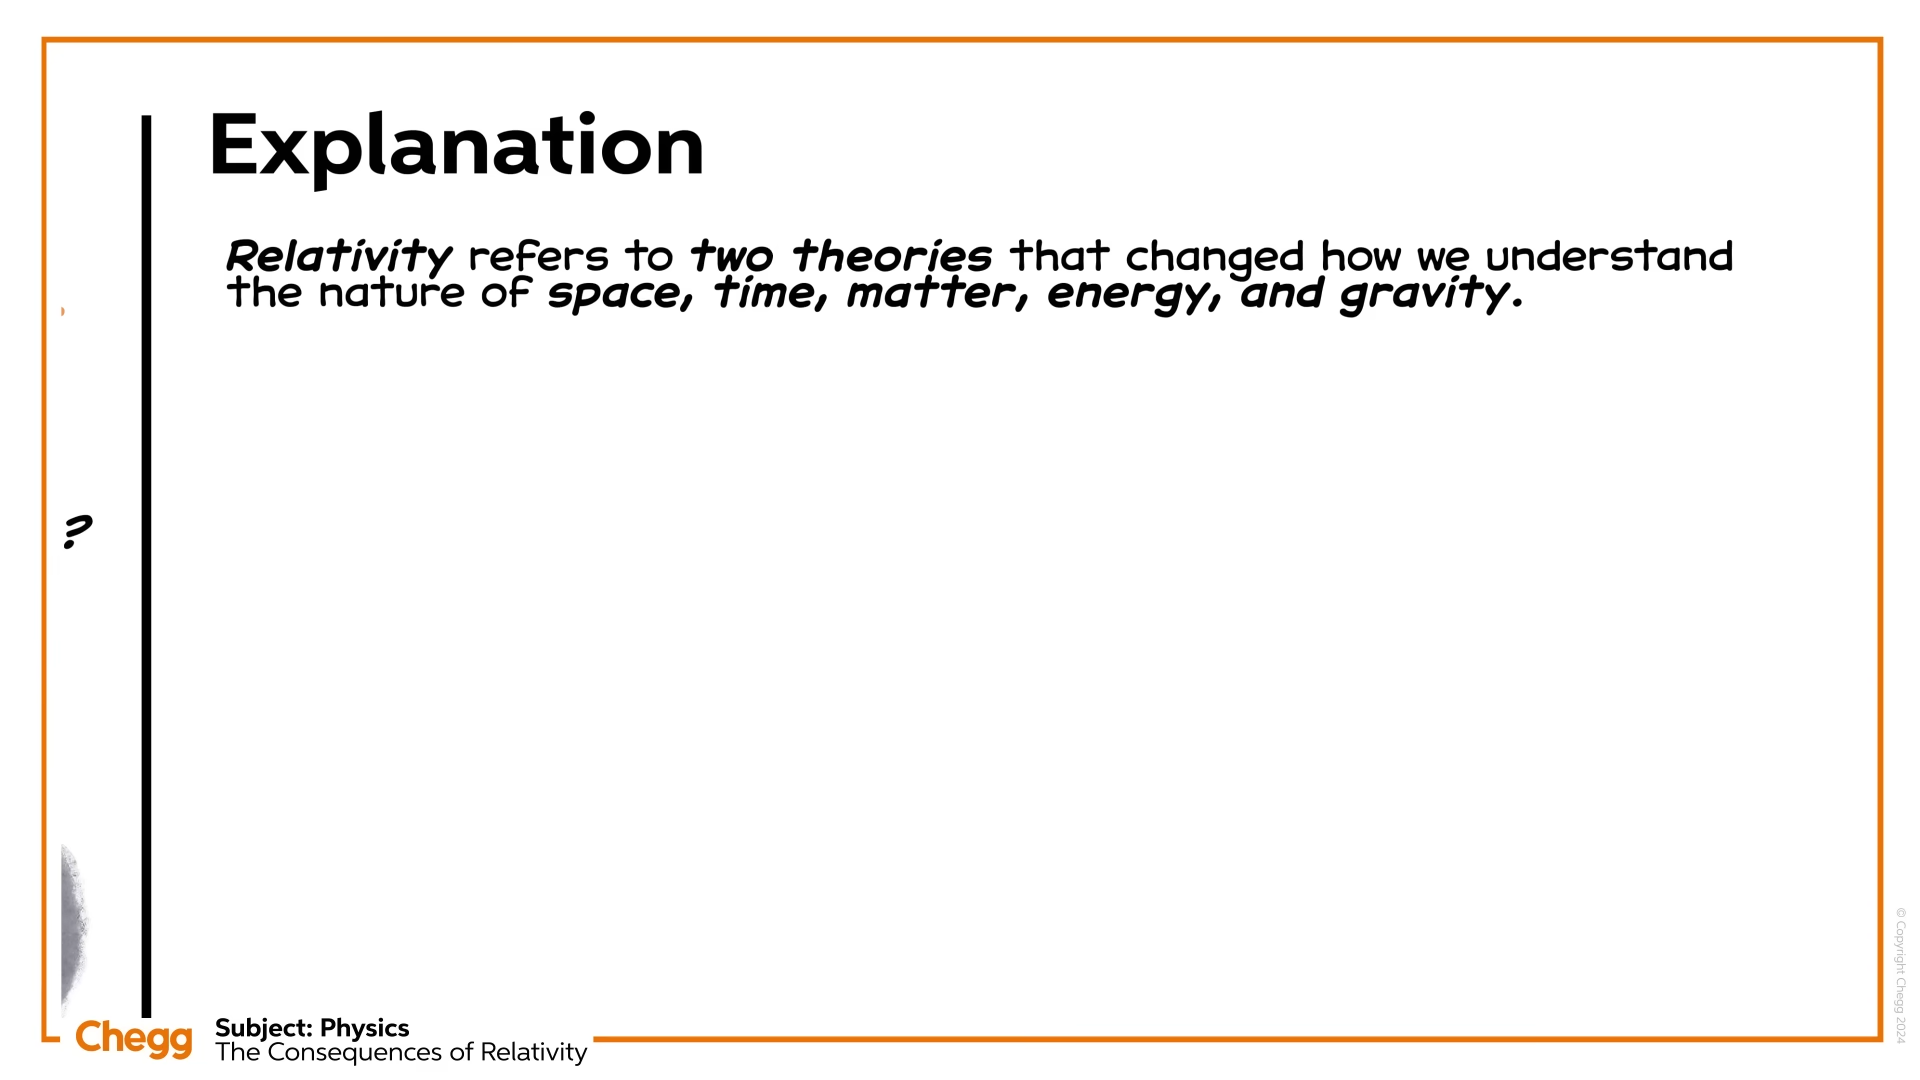 Explanation
Relativity refers to two theories that changed how we understand
the nature of space, time, matter, energy, and gravity.
?
Chegg
Subject: Physics
The Consequences of Relativity
© Copyright Chegg 2024